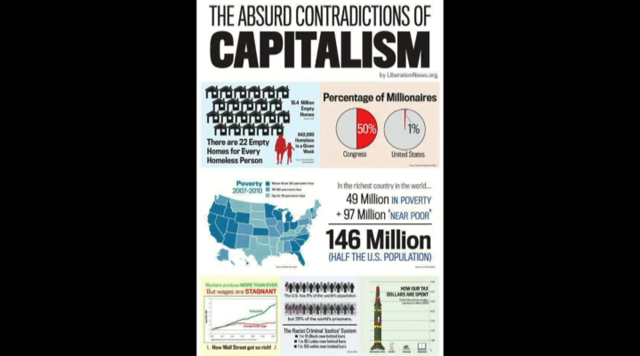 THE ABSURD CONTRADICTIONS OF
CAPITALISM
by LiberationNews.org
Million
Empty
Homes
There are 22 Empty
Homes for Every
Homeless Person
Homeless
in a Given
Week
Percentage of Millionaires
50%
1%
Congress
United States
Poverty
2007-2010
In the richest country in the world...
49 Million IN POVERTY
+ 97 Million 'NEAR POOR'
146 Million
(HALF THE U.S. POPULATION)
Workers produce MORE THAN EVER
But wages are STAGNANT
How Wall Street got so rich!
The U.S. has 5% of the world's population
but 25% of the world's prisoners.
The Racist Criminal 'Justice' System
HOW OUR TAX
DOLLARS ARE SPENT